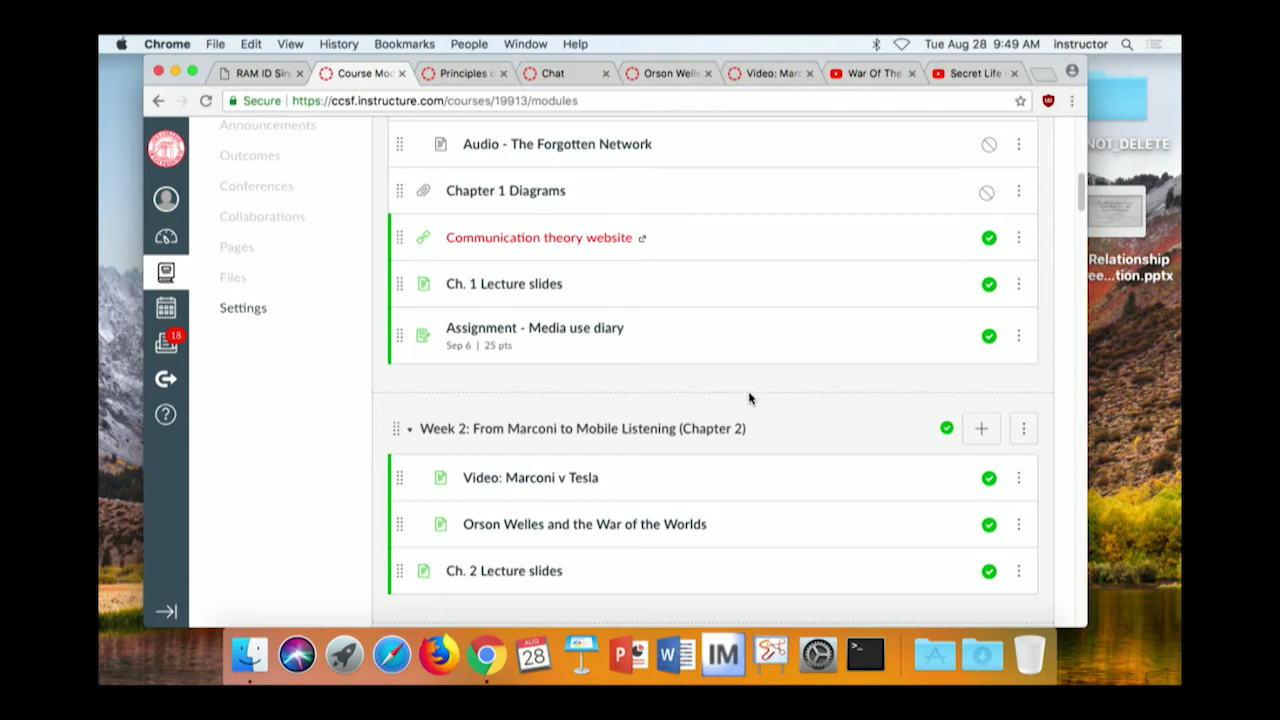 Chrome File Edit View History Bookmarks People Window Help Tue Aug 28 9:49 AM instructor
RAM ID Sin Course Mod Principles o Chat Orson Welle Video: Marc War Of The Secret Life
Secure https://ccsf.instructure.com/courses/19913/modules
Announcements
Outcomes
Conferences
Collaborations
Pages
Files
Settings
18
Audio - The Forgotten Network
Chapter 1 Diagrams
Communication theory website
Ch. 1 Lecture slides
Assignment - Media use diary
Sep 6 | 25 pts
Week 2: From Marconi to Mobile Listening (Chapter 2)
Video: Marconi v Tesla
Orson Welles and the War of the Worlds
Ch. 2 Lecture slides
NOT_DELETE
Relationship
ee...tion.pptx
AUG
28
IM